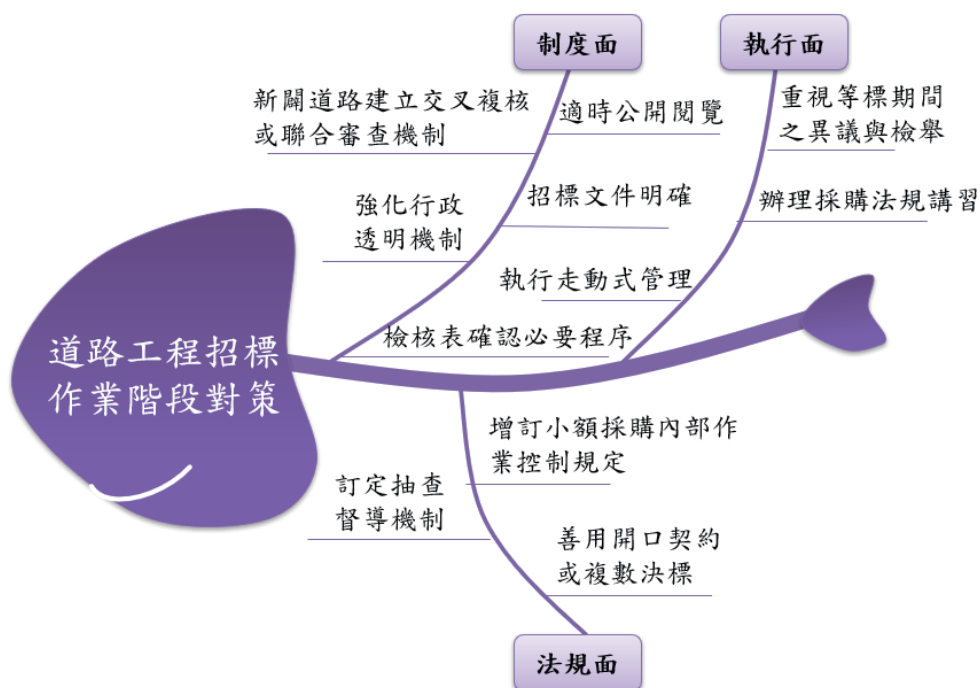 制度面
執行面
新闢道路建立交叉複核
或聯合審查機制
適時公開閱覽
重視等標期間
之異議與檢舉
強化行政
透明機制
招標文件明確
辦理採購法規講習
執行走動式管理
檢核表確認必要程序
道路工程招標
作業階段對策
增訂小額採購內部作
業控制規定
訂定抽查
督導機制
善用開口契約
或複數決標
法規面